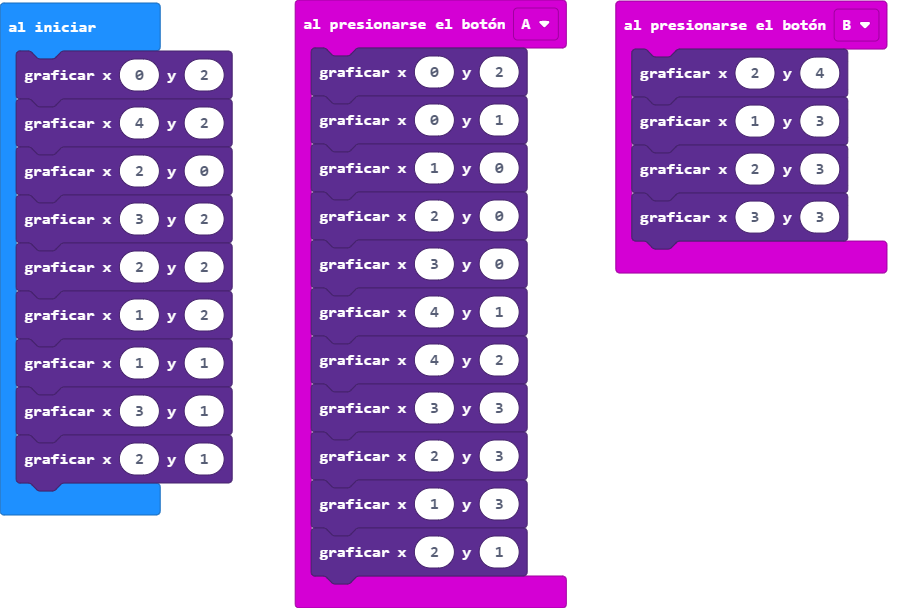 al iniciar
graficar x 0 y 2
graficar x 4 y 2
graficar x 2 y 0
graficar x 3 y 2
graficar x 2 y 2
graficar x 1 y 2
graficar x 1 y 1
graficar x 3 y 1
graficar x 2 y 1
al presionarse el botón A
graficar x 0 y 2
graficar x 0 y 1
graficar x 1 y 0
graficar x 2 y 0
graficar x 3 y 0
graficar x 4 y 1
graficar x 4 y 2
graficar x 3 y 3
graficar x 2 y 3
graficar x 1 y 3
graficar x 2 y 1
al presionarse el botón B
graficar x 2 y 4
graficar x 1 y 3
graficar x 2 y 3
graficar x 3 y 3